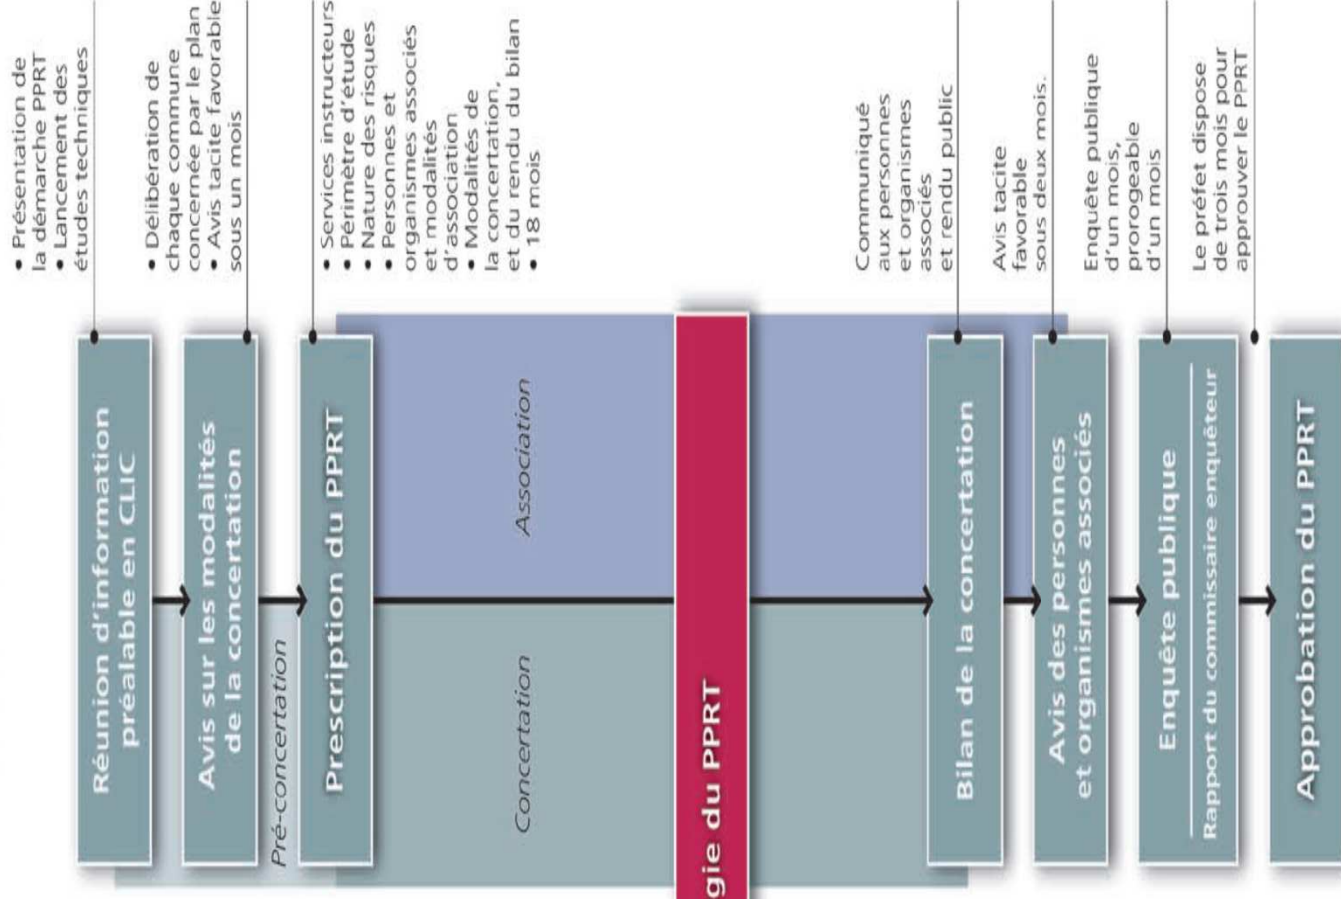 Réunion d'information
préalable en CLIC
• Présentation de
la démarche PPRT
• Lancement des
études techniques
Avis sur les modalités
de la concertation
• Délibération de
chaque commune
concernée par le plan
• Avis tacite favorable
sous un mois
Pré-concertation
Prescription du PPRT
• Services instructeurs
• Périmètre d'étude
• Nature des risques
• Personnes et
organismes associés
et modalités
d'association
• Modalités de
la concertation,
et du rendu du bilan
• 18 mois
Concertation
Association
gie du PPRT
Bilan de la concertation
Communiqué
aux personnes
et organismes
associés
et rendu public
Avis des personnes
et organismes associés
Avis tacite
favorable
sous deux mois.
Enquête publique
Rapport du commissaire enquêteur
Enquête publique
d'un mois,
prorogeable
d'un mois
Le préfet dispose
de trois mois pour
approuver le PPRT
Approbation du PPRT